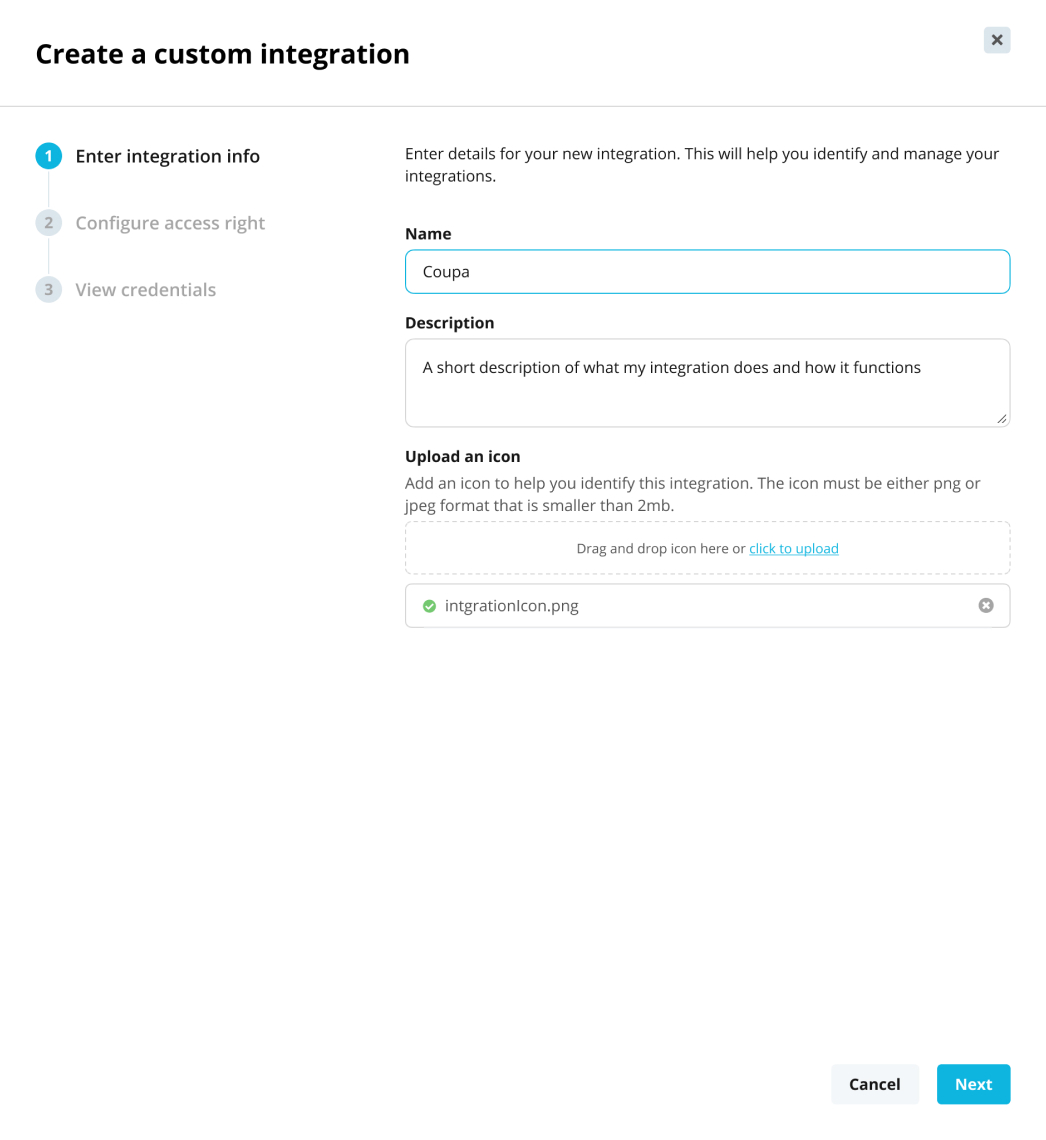 Create a custom integration
1 Enter integration info
2 Configure access right
3 View credentials
Enter details for your new integration. This will help you identify and manage your
integrations.
Name
Coupa
Description
A short description of what my integration does and how it functions
Upload an icon
Add an icon to help you identify this integration. The icon must be either png or
jpeg format that is smaller than 2mb.
Drag and drop icon here or click to upload
intgrationIcon.png
Cancel
Next